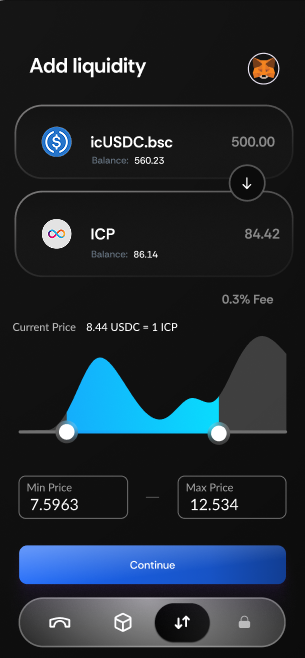 Add liquidity
icUSDC.bsc 500.00
Balance: 560.23
ICP 84.42
Balance: 86.14
0.3% Fee
Current Price 8.44 USDC = 1 ICP
Min Price
7.5963
Max Price
12.534
Continue